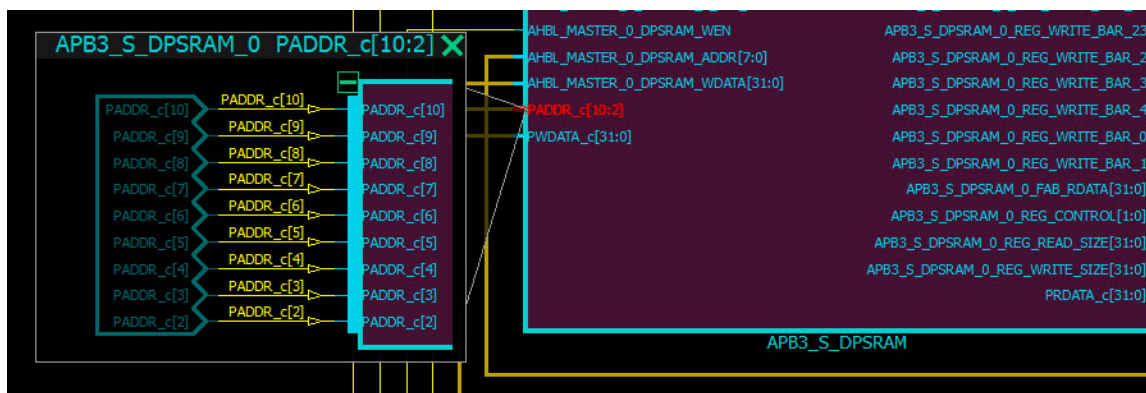 APB3_S_DPSRAM_0 PADDR_c[10:2]
PADDR_c[10] PADDR_c[10] PADDR_c[10]
PADDR_c[9] PADDR_c[9] PADDR_c[9]
PADDR_c[8] PADDR_c[8] PADDR_c[8]
PADDR_c[7] PADDR_c[7] PADDR_c[7]
PADDR_c[6] PADDR_c[6] PADDR_c[6]
PADDR_c[5] PADDR_c[5] PADDR_c[5]
PADDR_c[4] PADDR_c[4] PADDR_c[4]
PADDR_c[3] PADDR_c[3] PADDR_c[3]
PADDR_c[2] PADDR_c[2] PADDR_c[2]
AHBL_MASTER_0_DPSRAM_WEN
AHBL_MASTER_0_DPSRAM_ADDR[7:0]
AHBL_MASTER_0_DPSRAM_WDATA[31:0]
PADDR_c[10:2]
PWDATA_c[31:0]
APB3_S_DPSRAM_0_REG_WRITE_BAR_23
APB3_S_DPSRAM_0_REG_WRITE_BAR_2
APB3_S_DPSRAM_0_REG_WRITE_BAR_3
APB3_S_DPSRAM_0_REG_WRITE_BAR_4
APB3_S_DPSRAM_0_REG_WRITE_BAR_0
APB3_S_DPSRAM_0_REG_WRITE_BAR_1
APB3_S_DPSRAM_0_FAB_RDATA[31:0]
APB3_S_DPSRAM_0_REG_CONTROL[1:0]
APB3_S_DPSRAM_0_REG_READ_SIZE[31:0]
APB3_S_DPSRAM_0_REG_WRITE_SIZE[31:0]
PRDATA_c[31:0]
APB3_S_DPSRAM